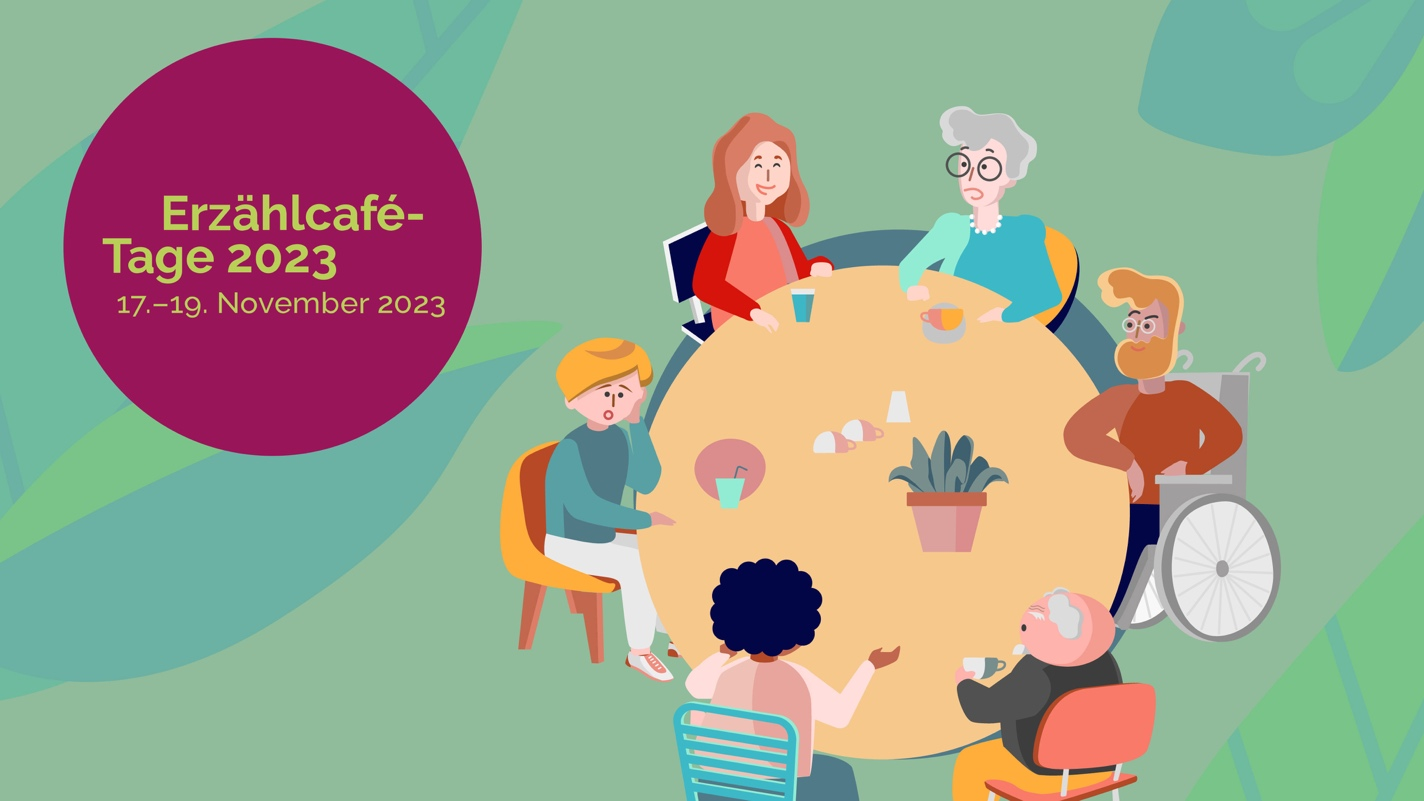 Erzählcafé-
Tage 2023
17.–19. November 2023